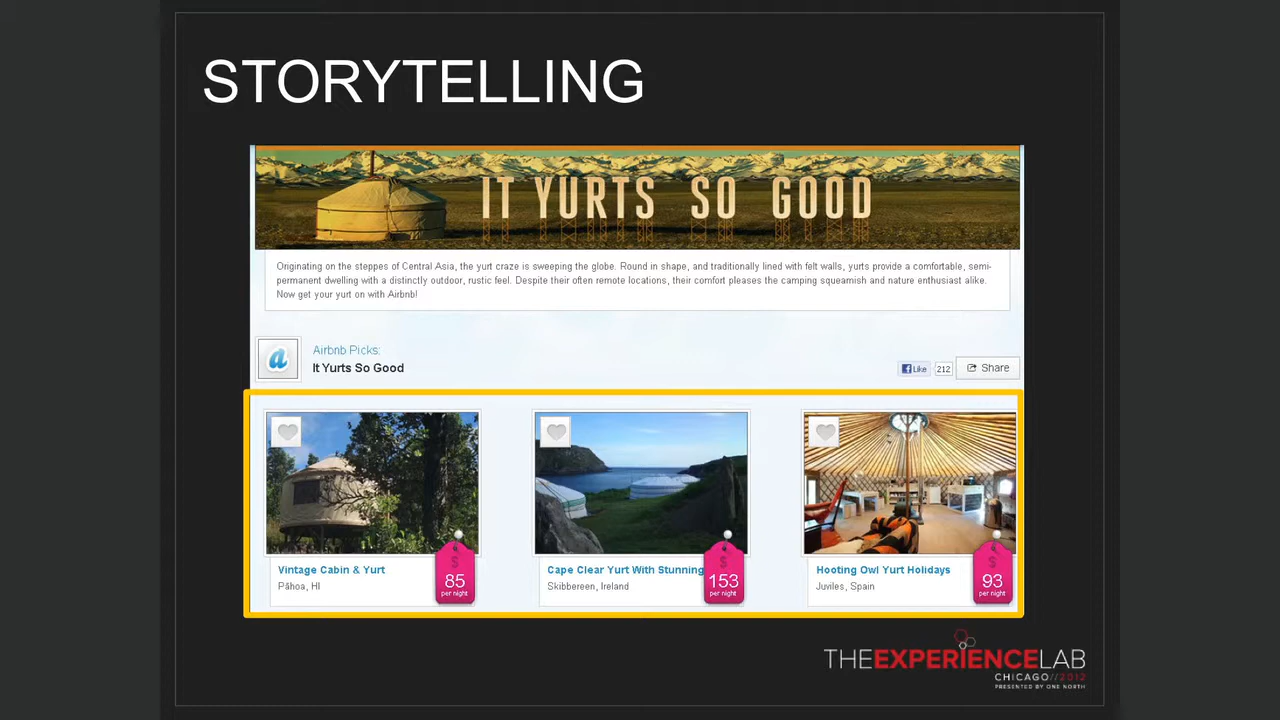 STORYTELLING
IT YURTS SO GOOD
Originating on the steppes of Central Asia, the yurt craze is sweeping the globe. Round in shape, and traditionally lined with felt walls, yurts provide a comfortable, semi-
permanent dwelling with a distinctly outdoor, rustic feel. Despite their often remote locations, their comfort pleases the camping squeamish and nature enthusiast alike.
Now get your yurt on with Airbnb!
a
Airbnb Picks:
It Yurts So Good
Like 212 Share
$
85
per night
Vintage Cabin & Yurt
Pāhoa, HI
$
153
per night
Cape Clear Yurt With Stunning
Skibbereen, Ireland
$
93
per night
Hooting Owl Yurt Holidays
Juviles, Spain
THEEXPERIENCELAB
CHICAGO//2012
PRESENTED BY ONE NORTH